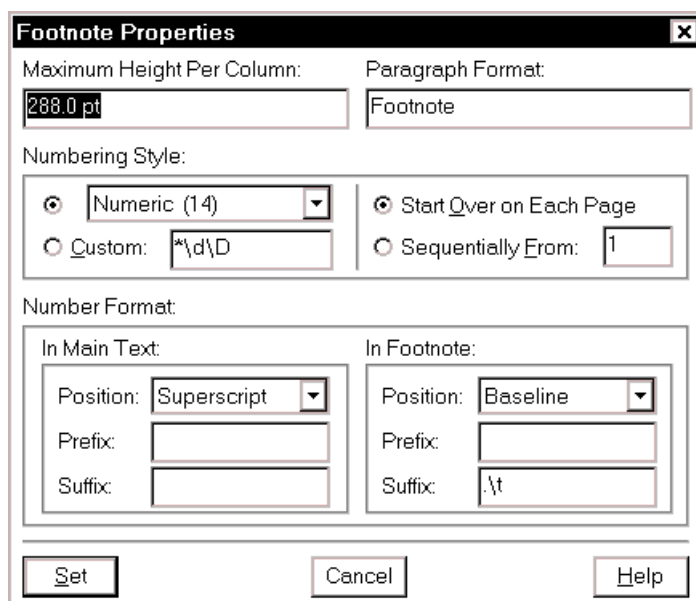 Footnote Properties
Maximum Height Per Column: Paragraph Format:
288.0 pt Footnote
Numbering Style:
Numeric (14) Start Over on Each Page
Custom: *\d\D Sequentially From: 1
Number Format:
In Main Text: In Footnote:
Position: Superscript Position: Baseline
Prefix: Prefix:
Suffix: Suffix: .\t
Set Cancel Help